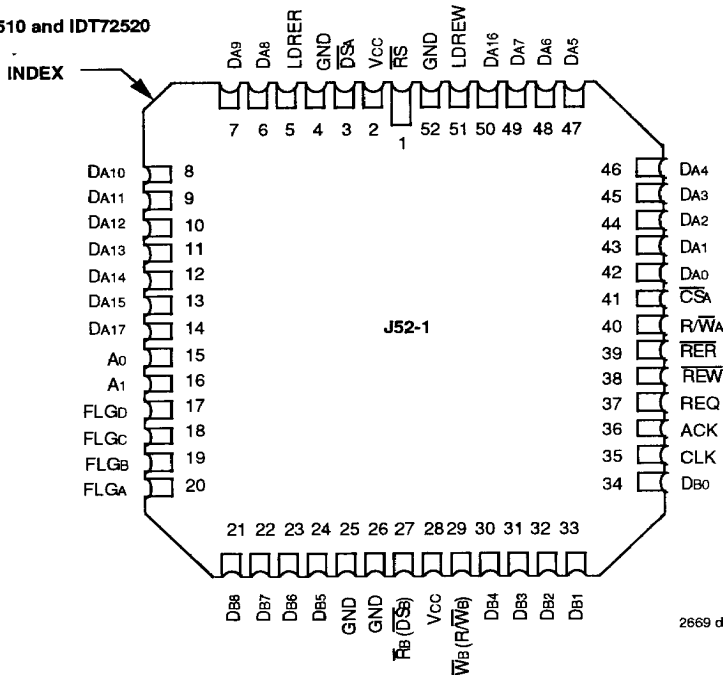 510 and IDT72520
INDEX
DA9 DA8 LDRER GND DSA VCC RS GND LDREW DA16 DA7 DA6 DA5
7 6 5 4 3 2 1 52 51 50 49 48 47
DA10 8
DA11 9
DA12 10
DA13 11
DA14 12
DA15 13
DA17 14
A0 15
A1 16
FLGD 17
FLGC 18
FLGB 19
FLGA 20
J52-1
46 DA4
45 DA3
44 DA2
43 DA1
42 DA0
41 CSA
40 R/WA
39 RER
38 REW
37 REQ
36 ACK
35 CLK
34 DB0
21 22 23 24 25 26 27 28 29 30 31 32 33
DB8 DB7 DB6 DB5 GND GND RB (DSB) VCC WB (R/WB) DB4 DB3 DB2 DB1
2669 d